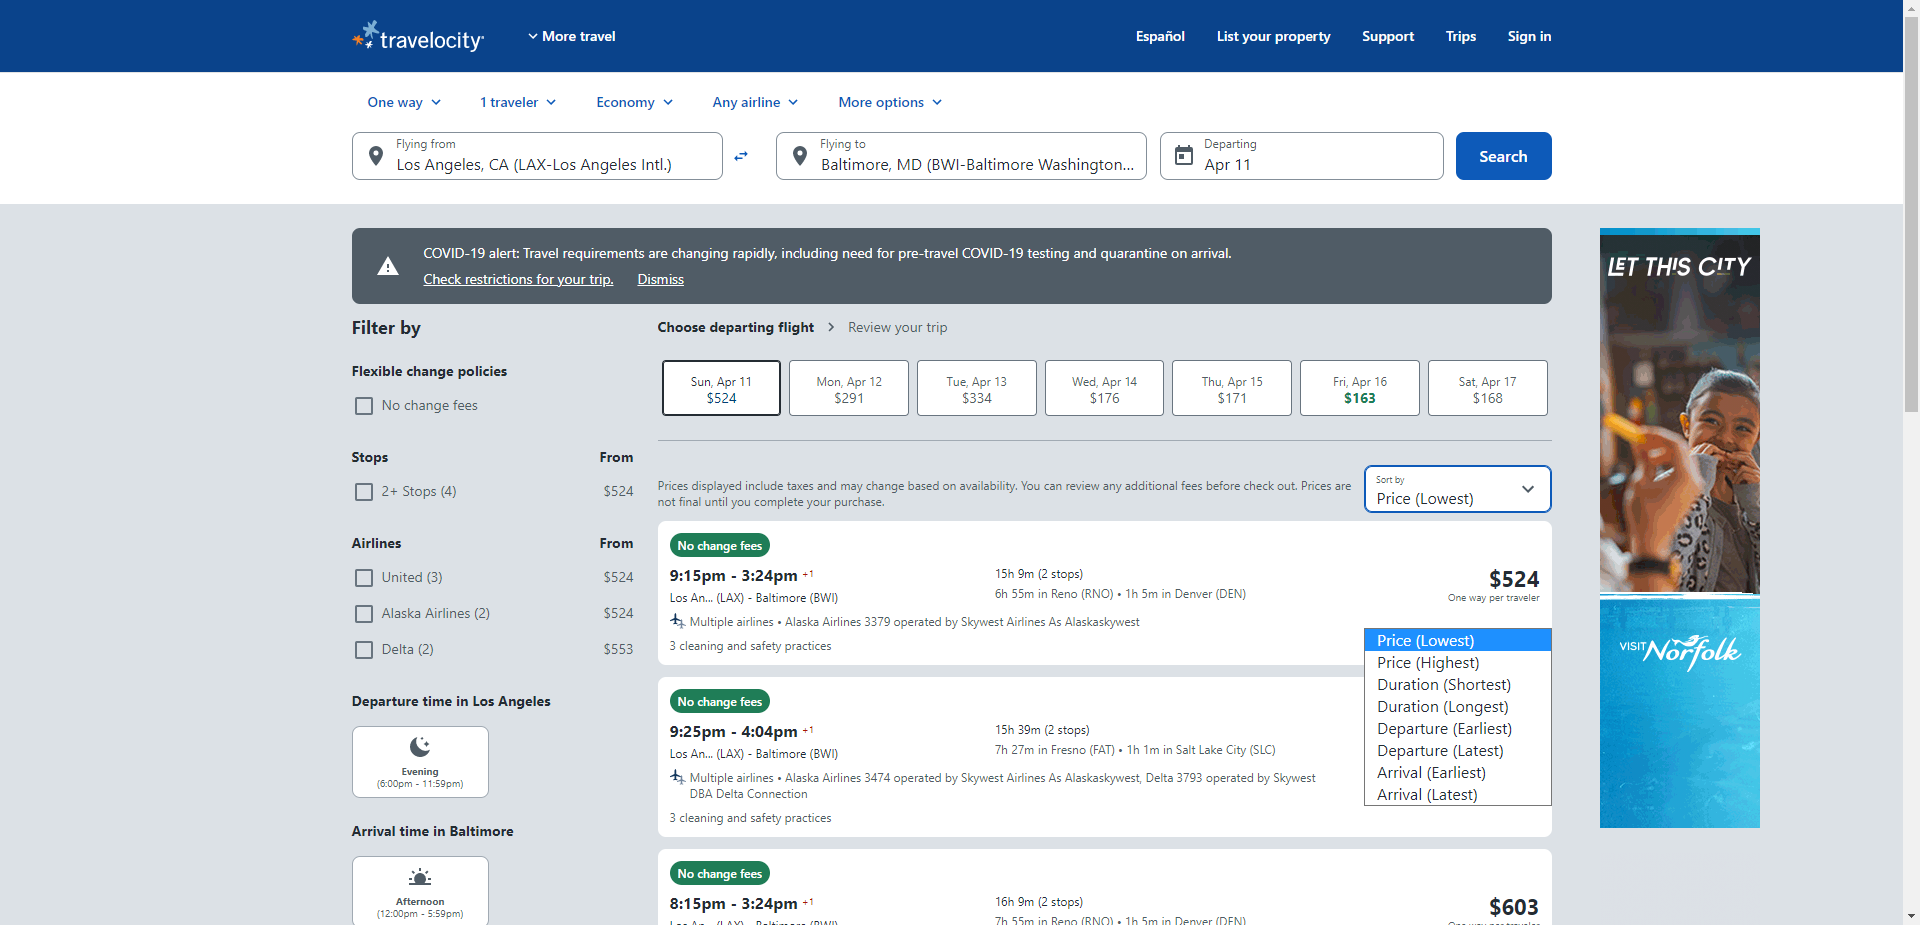 travelocity
More travel
Español
List your property
Support
Trips
Sign in
One way
1 traveler
Economy
Any airline
More options
Flying from
Los Angeles, CA (LAX-Los Angeles Intl.)
Flying to
Baltimore, MD (BWI-Baltimore Washington...
Departing
Apr 11
Search
COVID-19 alert: Travel requirements are changing rapidly, including need for pre-travel COVID-19 testing and quarantine on arrival.
Check restrictions for your trip.
Dismiss
Filter by
Flexible change policies
No change fees
Stops From
2+ Stops (4) $524
Airlines From
United (3) $524
Alaska Airlines (2) $524
Delta (2) $553
Departure time in Los Angeles
Evening
(6:00pm - 11:59pm)
Arrival time in Baltimore
Afternoon
(12:00pm - 5:59pm)
Choose departing flight
Review your trip
Sun, Apr 11
$524
Mon, Apr 12
$291
Tue, Apr 13
$334
Wed, Apr 14
$176
Thu, Apr 15
$171
Fri, Apr 16
$163
Sat, Apr 17
$168
Prices displayed include taxes and may change based on availability. You can review any additional fees before check out. Prices are
not final until you complete your purchase.
Sort by
Price (Lowest)
No change fees
9:15pm - 3:24pm +1
Los An... (LAX) - Baltimore (BWI)
15h 9m (2 stops)
6h 55m in Reno (RNO) • 1h 5m in Denver (DEN)
$524
One way per traveler
Multiple airlines • Alaska Airlines 3379 operated by Skywest Airlines As Alaskaskywest
3 cleaning and safety practices
Price (Lowest)
Price (Highest)
Duration (Shortest)
Duration (Longest)
Departure (Earliest)
Departure (Latest)
Arrival (Earliest)
Arrival (Latest)
No change fees
9:25pm - 4:04pm +1
Los An... (LAX) - Baltimore (BWI)
15h 39m (2 stops)
7h 27m in Fresno (FAT) • 1h 1m in Salt Lake City (SLC)
Multiple airlines • Alaska Airlines 3474 operated by Skywest Airlines As Alaskaskywest, Delta 3793 operated by Skywest
DBA Delta Connection
3 cleaning and safety practices
No change fees
8:15pm - 3:24pm +1
Los An... (LAX) - Baltimore (BWI)
16h 9m (2 stops)
7h 55m in Reno (RNO) • 1h 5m in Denver (DEN)
$603
One way per traveler
LET THIS CITY
VISIT Norfolk